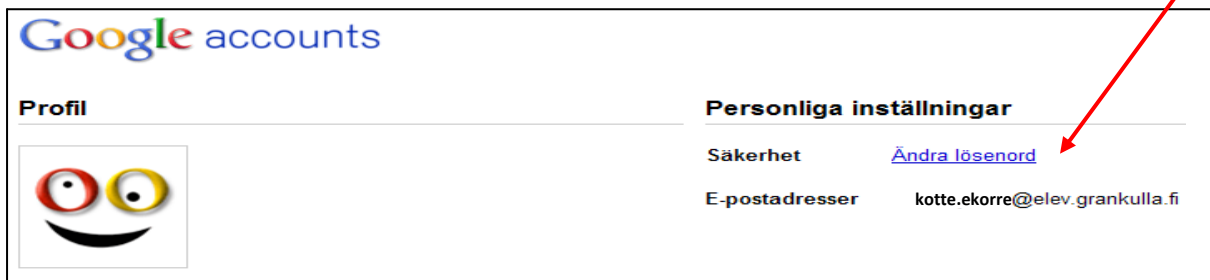 Google accounts
Profil
Personliga inställningar
Säkerhet Ändra lösenord
E-postadresser kotte.ekorre@elev.grankulla.fi